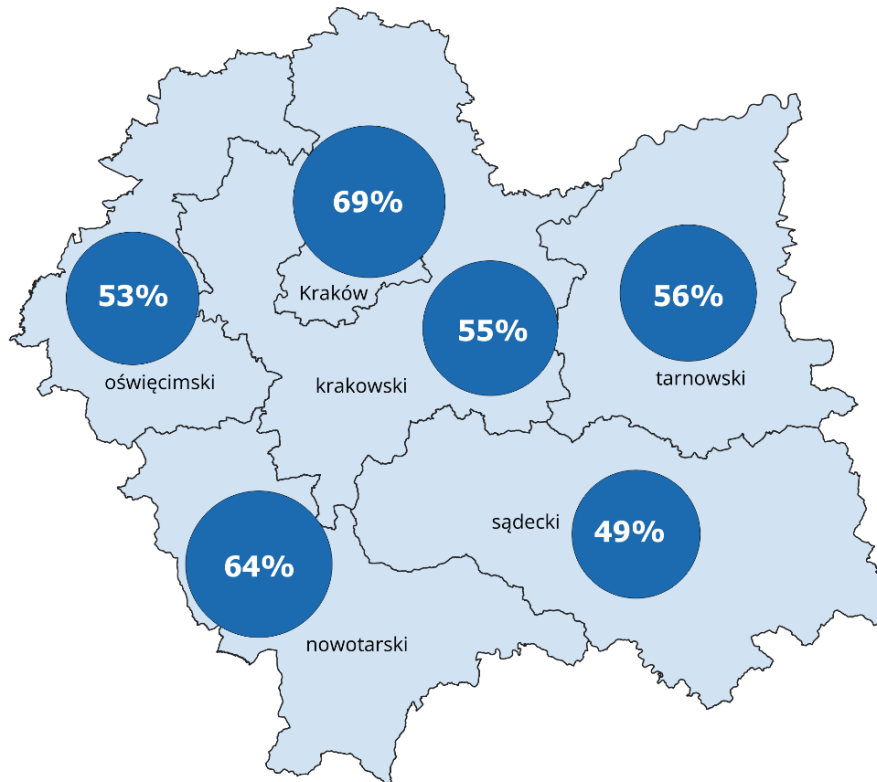 69%
Kraków
53%
oświęcimski
55%
krakowski
56%
tarnowski
49%
sądecki
64%
nowotarski